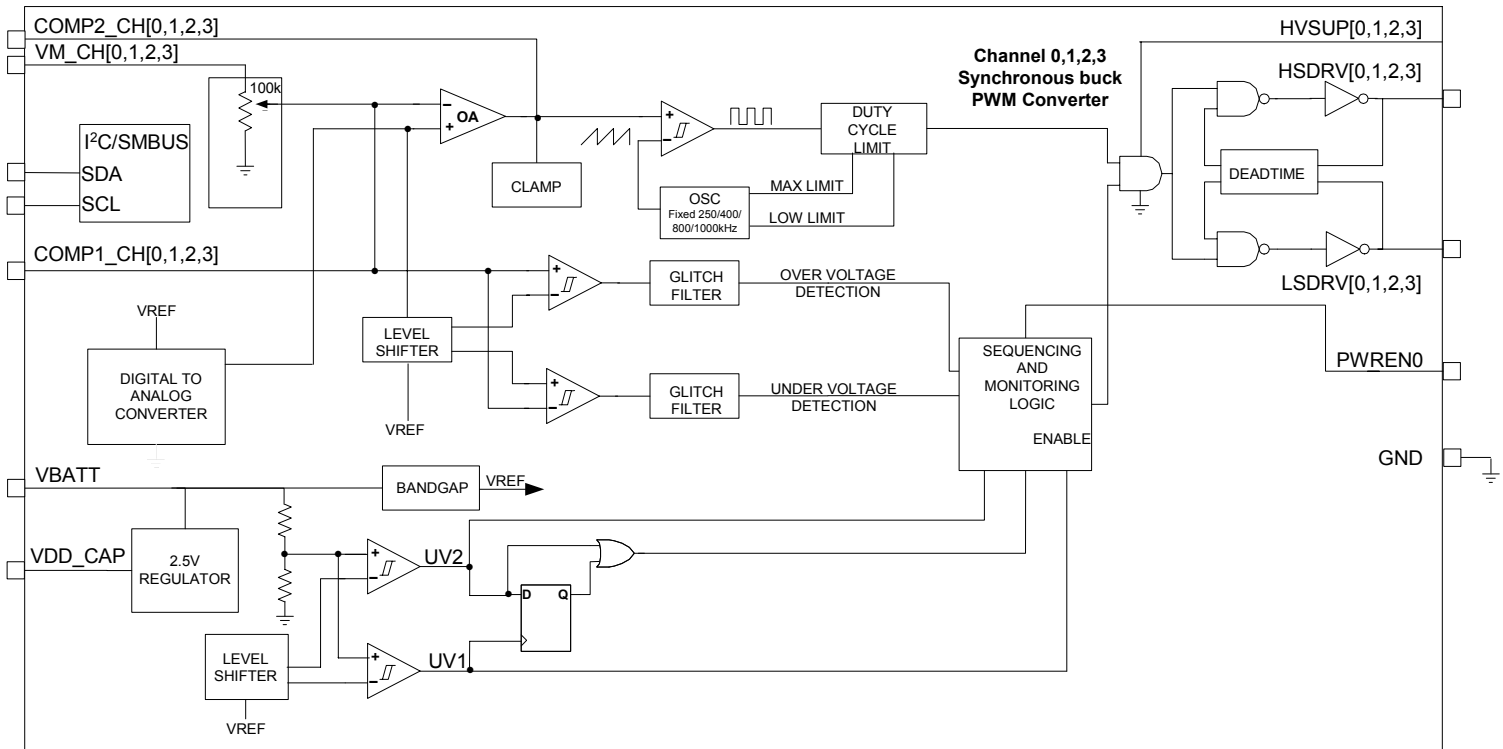 COMP2_CH[0,1,2,3]
VM_CH[0,1,2,3]
100k
I²C/SMBUS
SDA
SCL
COMP1_CH[0,1,2,3]
VREF
DIGITAL TO
ANALOG
CONVERTER
−
OA
+
CLAMP
+
−
OSC
Fixed 250/400/
800/1000kHz
MAX LIMIT
LOW LIMIT
DUTY
CYCLE
LIMIT
Channel 0,1,2,3
Synchronous buck
PWM Converter
HVSUP[0,1,2,3]
HSDRV[0,1,2,3]
DEADTIME
LSDRV[0,1,2,3]
LEVEL
SHIFTER
VREF
+
−
GLITCH
FILTER
OVER VOLTAGE
DETECTION
+
−
GLITCH
FILTER
UNDER VOLTAGE
DETECTION
SEQUENCING
AND
MONITORING
LOGIC
ENABLE
PWREN0
GND
VBATT
BANDGAP
VREF
VDD_CAP
2.5V
REGULATOR
+
−
UV2
D
Q
LEVEL
SHIFTER
VREF
+
−
UV1